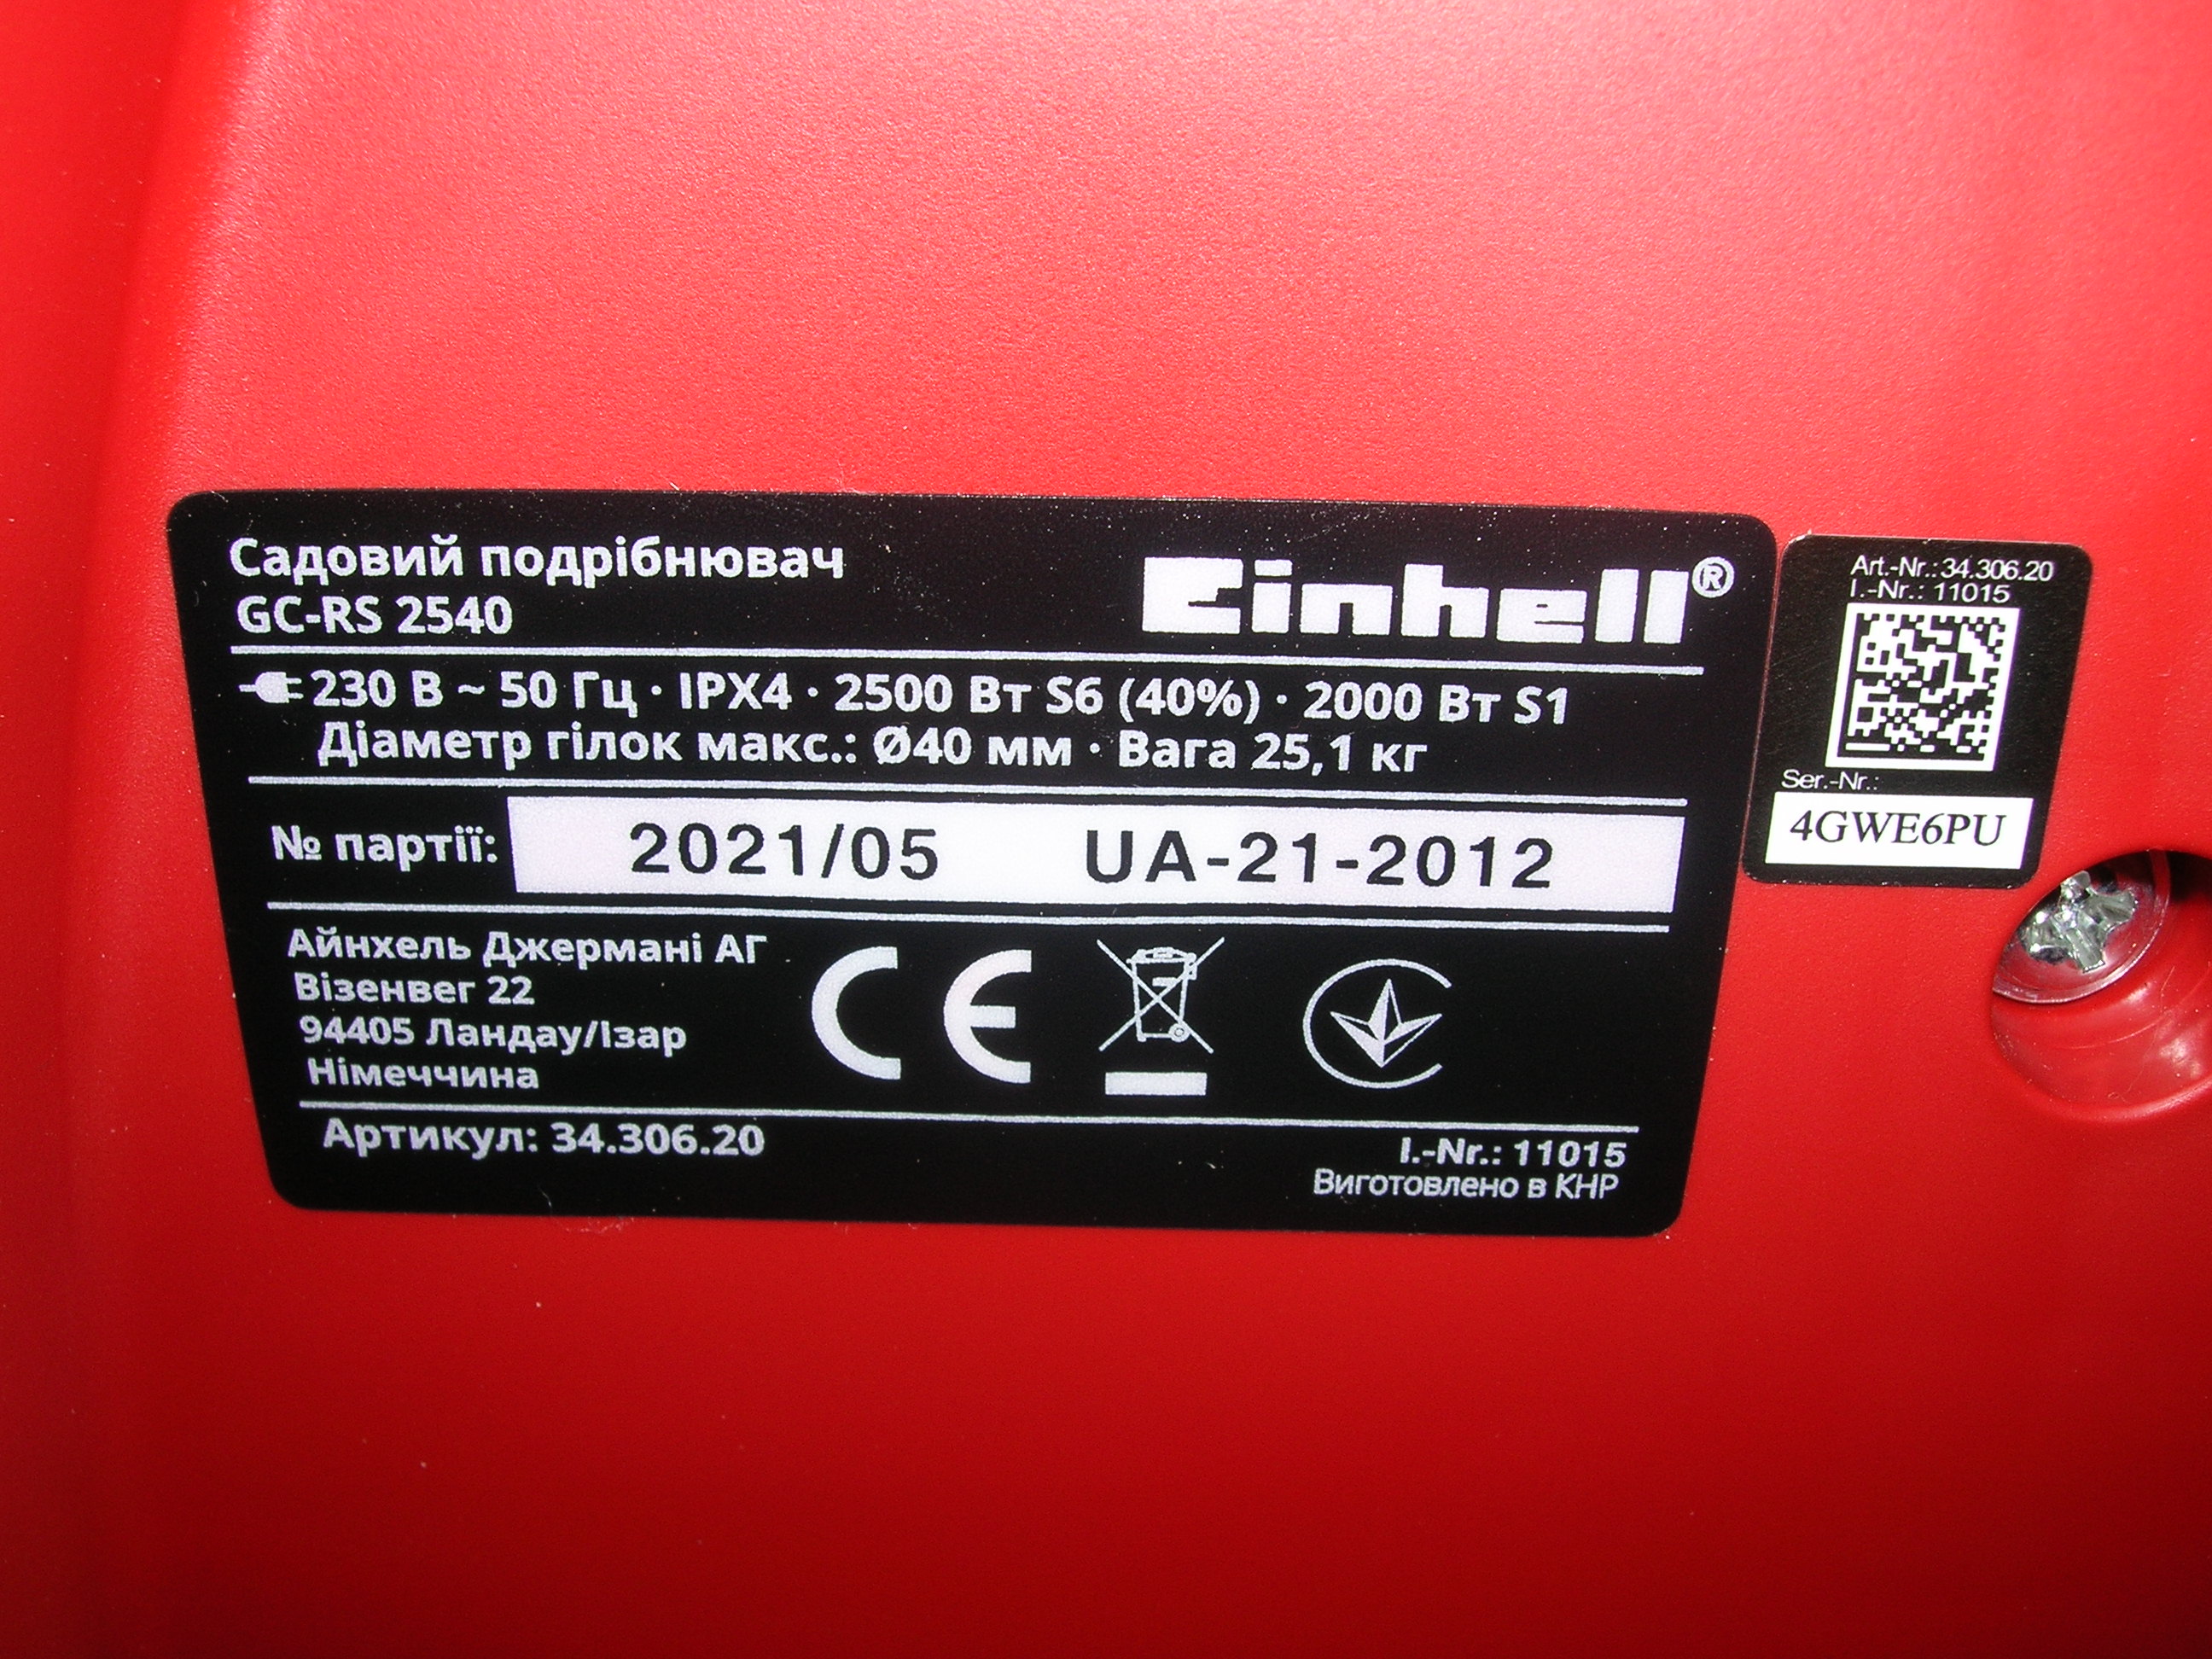 Садовий подрібнювач
GC-RS 2540
Einhell®
230 В ~ 50 Гц · IPX4 · 2500 Вт S6 (40%) · 2000 Вт S1
Діаметр гілок макс.: Ø40 мм · Вага 25,1 кг
№ партії: 2021/05 UA-21-2012
Айнхель Джермані АГ
Візенвег 22
94405 Ландау/Ізар
Німеччина
CE
Артикул: 34.306.20
I.-Nr.: 11015
Виготовлено в КНР
Art.-Nr.: 34.306.20
I.-Nr.: 11015
Ser.-Nr.:
4GWE6PU